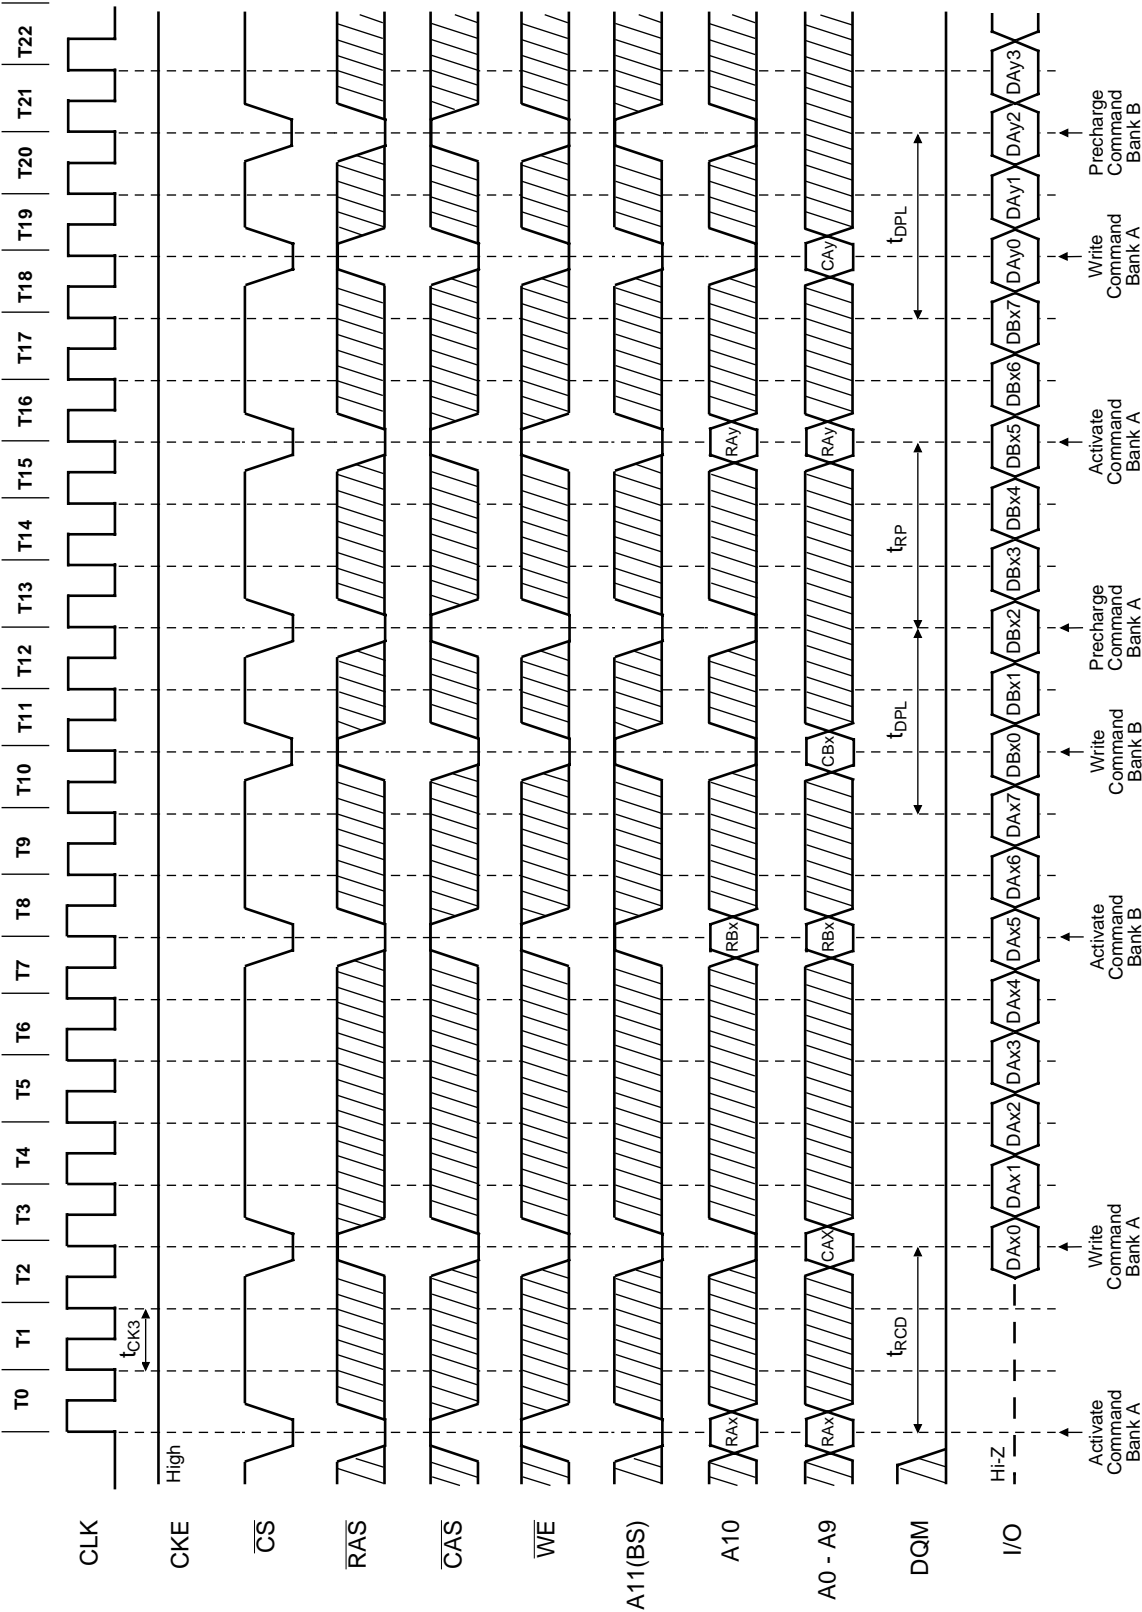 T0 T1 T2 T3 T4 T5 T6 T7 T8 T9 T10 T11 T12 T13 T14 T15 T16 T17 T18 T19 T20 T21 T22
CLK
tCK3
CKE
High
CS
RAS
CAS
WE
A11(BS)
A10
RAx RBx RAy
A0 - A9
RAx CAX RBx CBx RAy CAy
DQM
tRCD tDPL tRP tDPL
I/O
Hi-Z
DAx0 DAx1 DAx2 DAx3 DAx4 DAx5 DAx6 DAx7 DBx0 DBx1 DBx2 DBx3 DBx4 DBx5 DBx6 DBx7 DAy0 DAy1 DAy2 DAy3
Activate
Command
Bank A
Write
Command
Bank A
Activate
Command
Bank B
Write
Command
Bank B
Precharge
Command
Bank A
Activate
Command
Bank A
Write
Command
Bank A
Precharge
Command
Bank B